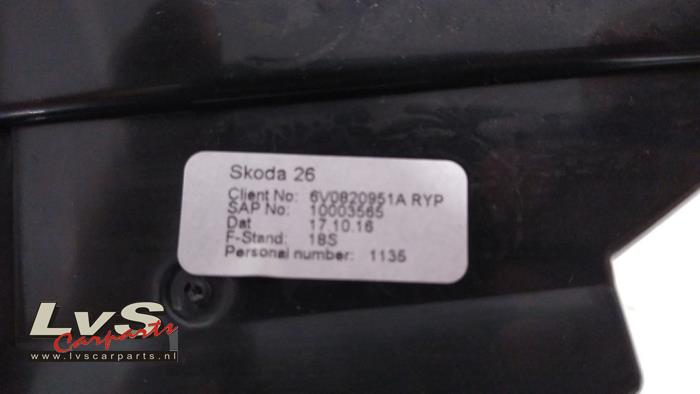 Skoda 26
Client No: 6V0820951A RYP
SAP No: 10003565
Dat 17.10.16
F-Stand: 18S
Personal number: 1135
LvS
Carparts
www.lvscarparts.nl